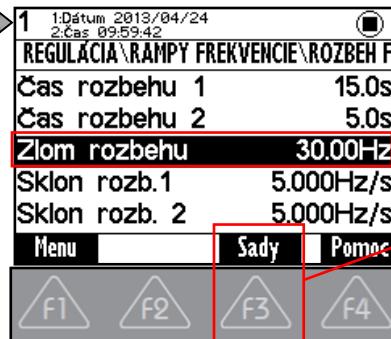 1 1:Dátum 2013/04/24
2:Čas 09:59:42
REGULÁCIA\RAMPY FREKVENCIE\ROZBEH F
Čas rozbehu 1 15.0s
Čas rozbehu 2 5.0s
Zlom rozbehu 30.00Hz
Sklon rozb.1 5.000Hz/s
Sklon rozb. 2 5.000Hz/s
Menu Sady Pomoc
F1 F2 F3 F4